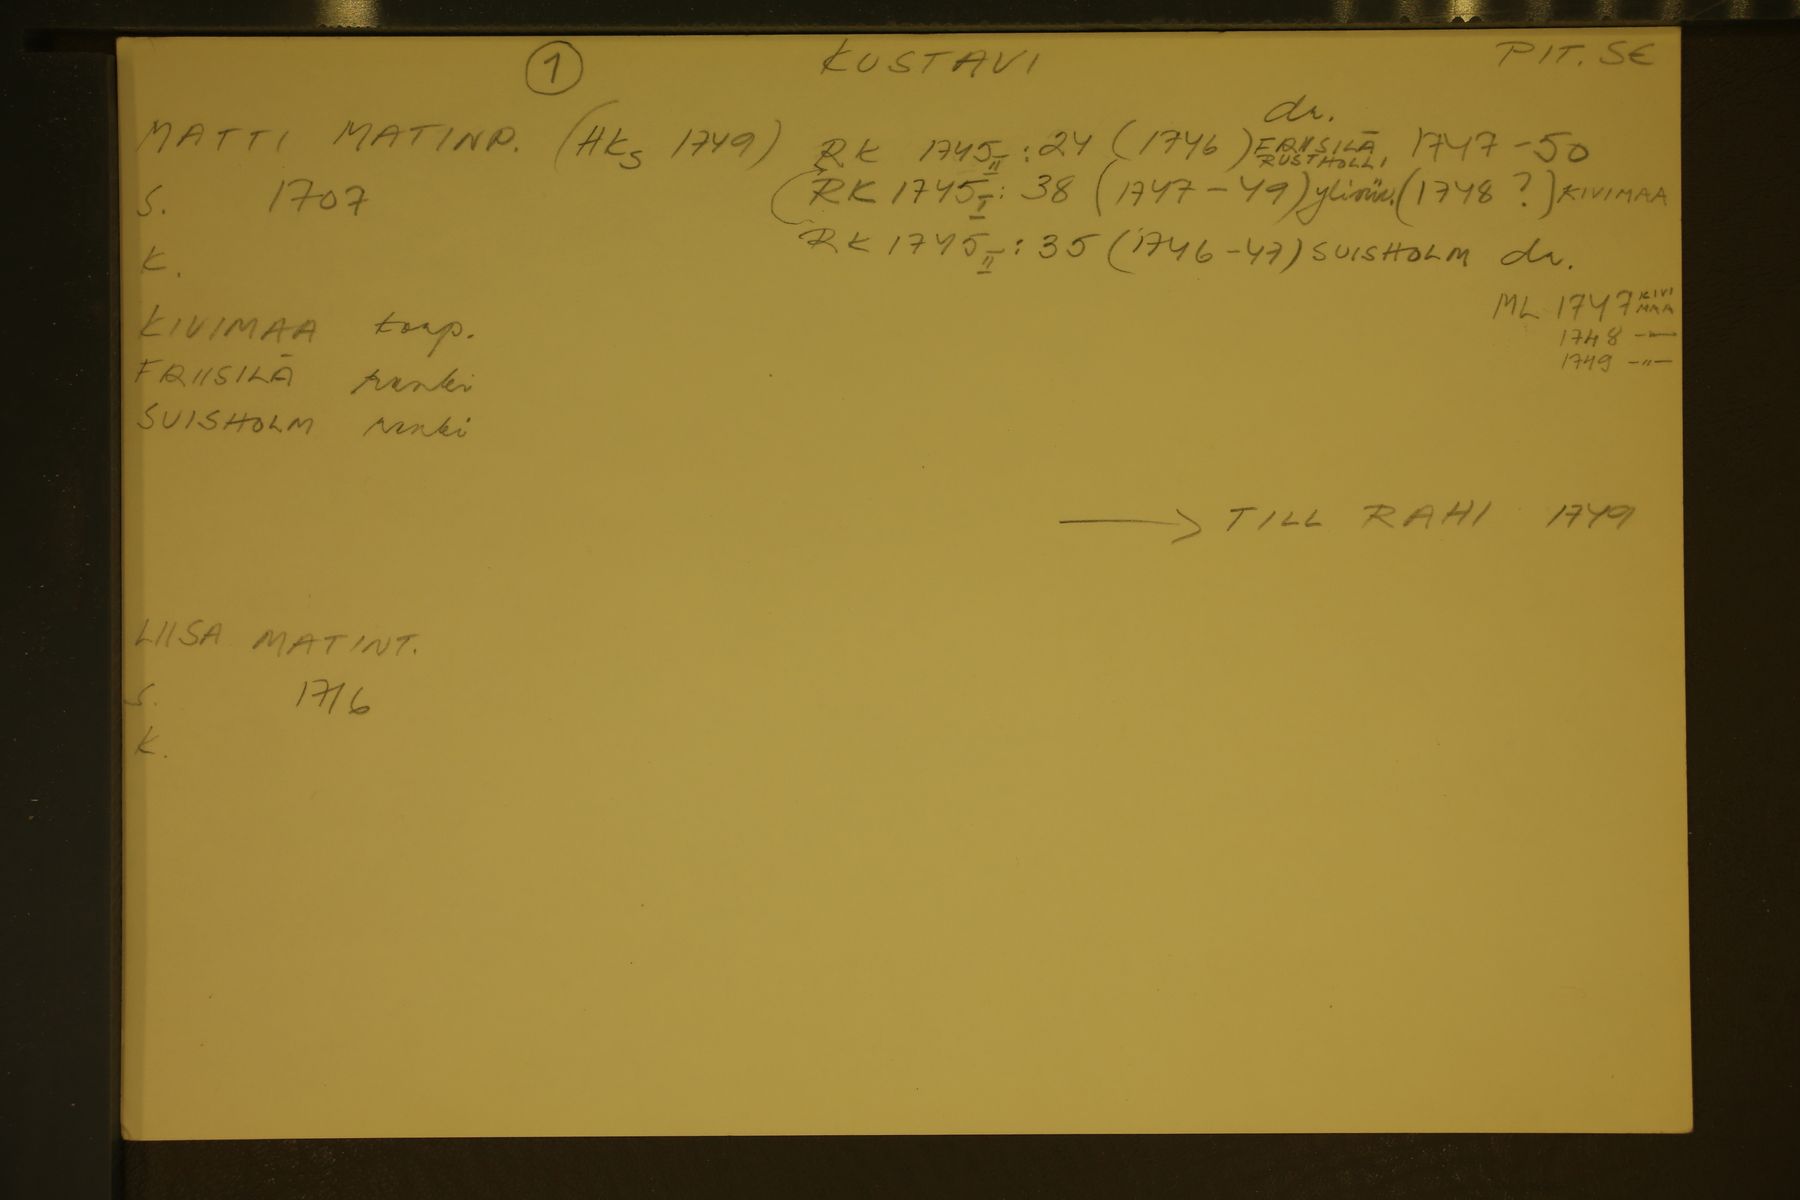 1 KUSTAVI PIT. SE
MATTI MATINP. (HKS 1749) RK 1745II : 24 (1746) FRIISILÄ RUSTHOLLI dr. 1747-50
S. 1707 (RK 1745I : 38 (1747-49) (1748 ?) KIVIMAA
RK 1745II : 35 (1746-47) SUISHOLM dr.
K.
ML 1747 KIVIMAA
1748 -"-
1749 -"-
KIVIMAA torp.
FRIISILÄ renki
SUISHOLM renki
→ TILL RAHI 1749
LIISA MATINT.
S. 1716
K.